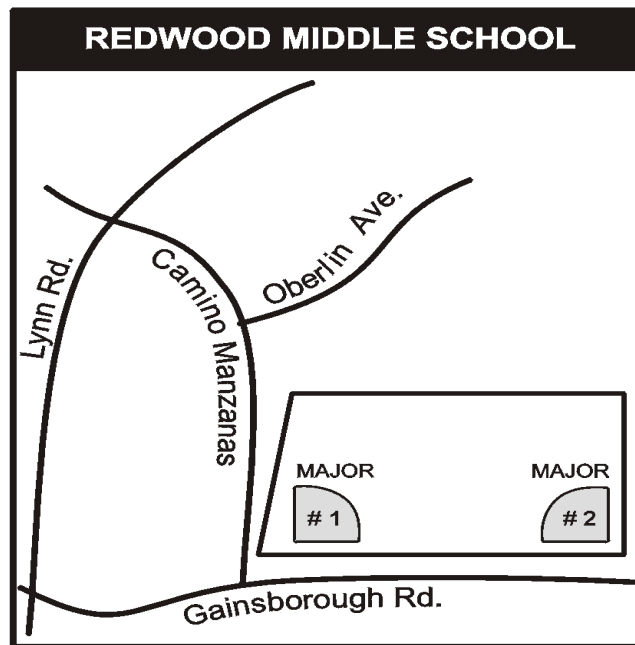 REDWOOD MIDDLE SCHOOL
Lynn Rd.
Camino Manzanas
Oberlin Ave.
MAJOR
# 1
MAJOR
# 2
Gainsborough Rd.